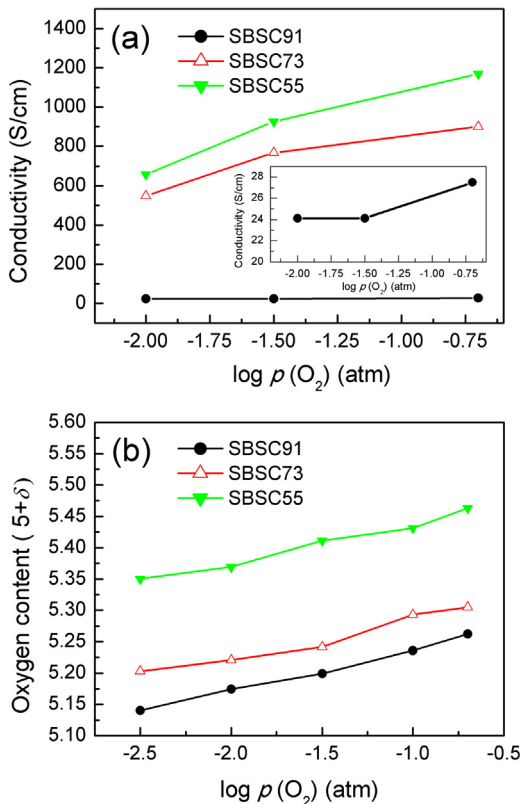 (a)
SBSC91
SBSC73
SBSC55
Conductivity (S/cm)
1400
1200
1000
800
600
400
200
0
Conductivity (S/cm)
28
26
24
22
20
-2.00 -1.75 -1.50 -1.25 -1.00 -0.75
log p (O₂) (atm)
-2.00 -1.75 -1.50 -1.25 -1.00 -0.75
log p (O₂) (atm)
(b)
SBSC91
SBSC73
SBSC55
Oxygen content ( 5+δ )
5.60
5.55
5.50
5.45
5.40
5.35
5.30
5.25
5.20
5.15
5.10
-2.5 -2.0 -1.5 -1.0 -0.5
log p (O₂) (atm)